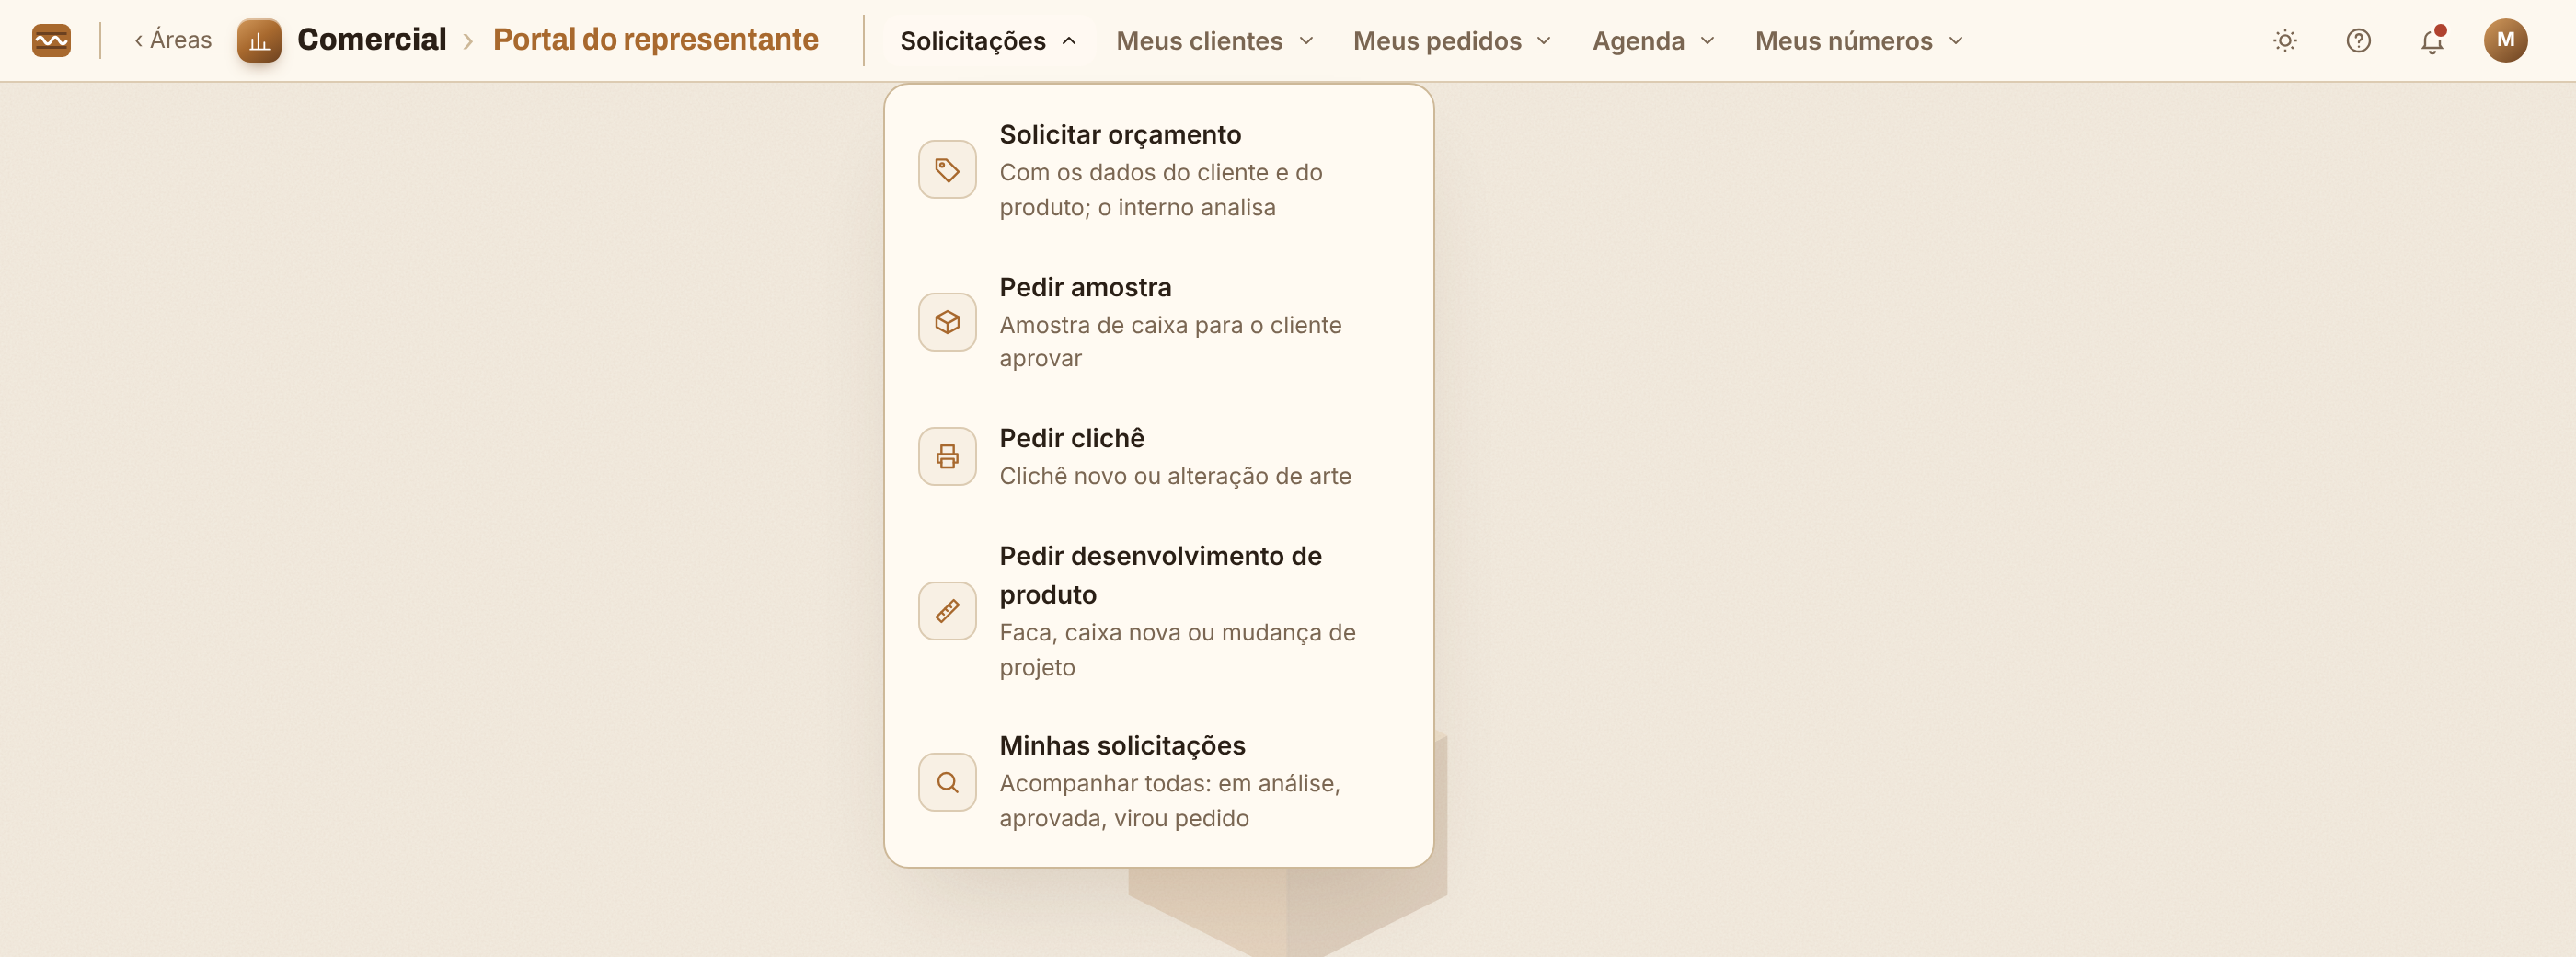 ‹ Áreas Comercial › Portal do representante Solicitações Meus clientes Meus pedidos Agenda Meus números M
Solicitar orçamento
Com os dados do cliente e do
produto; o interno analisa
Pedir amostra
Amostra de caixa para o cliente
aprovar
Pedir clichê
Clichê novo ou alteração de arte
Pedir desenvolvimento de
produto
Faca, caixa nova ou mudança de
projeto
Minhas solicitações
Acompanhar todas: em análise,
aprovada, virou pedido